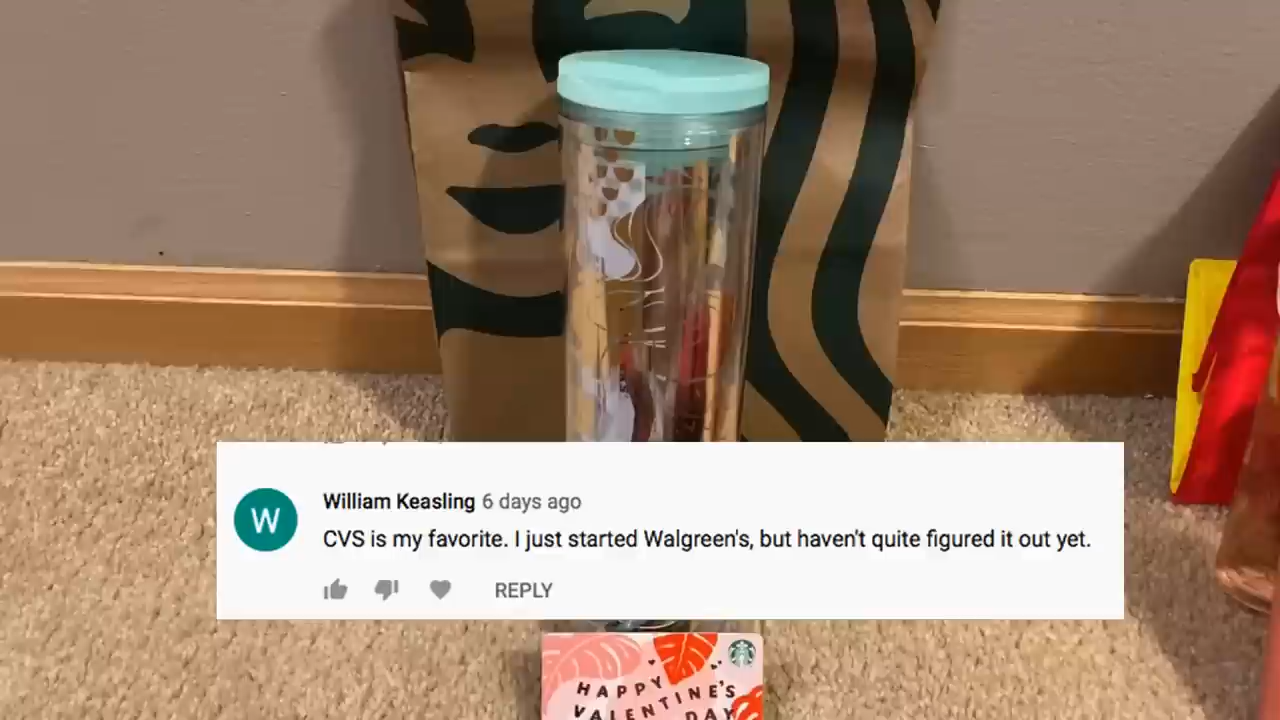 W
William Keasling 6 days ago
CVS is my favorite. I just started Walgreen's, but haven't quite figured it out yet.
REPLY
HAPPY
VALENTINE'S
DAY